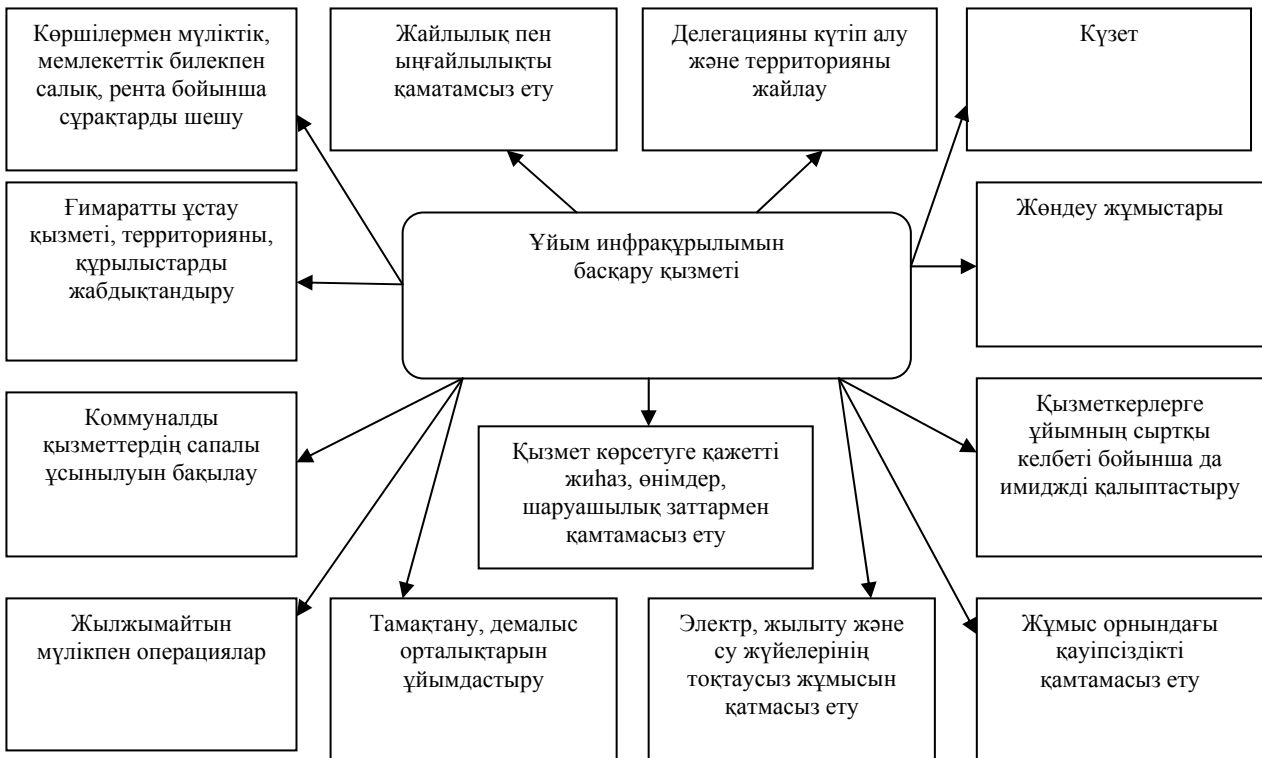 Көршілермен мүліктік,
мемлекеттік билекпен
салық, рента бойынша
сұрақтарды шешу
Жайлылық пен
ыңғайлылықты
қаматамсыз ету
Делегацияны күтіп алу
және территорияны
жайлау
Күзет
Ғимаратты ұстау
қызметі, территорияны,
құрылыстарды
жабдықтандыру
Ұйым инфрақұрылымын
басқару қызметі
Жөндеу жұмыстары
Коммуналды
қызметтердің сапалы
ұсынылуын бақылау
Қызмет көрсетуге қажетті
жиһаз, өнімдер,
шаруашылық заттармен
қамтамасыз ету
Қызметкерлерге
ұйымның сыртқы
келбеті бойынша да
имиджді қалыптастыру
Жылжымайтын
мүлікпен операциялар
Тамақтану, демалыс
орталықтарын
ұйымдастыру
Электр, жылыту және
су жүйелерінің
тоқтаусыз жұмысын
қатмасыз ету
Жұмыс орнындағы
қауіпсіздікті
қамтамасыз ету